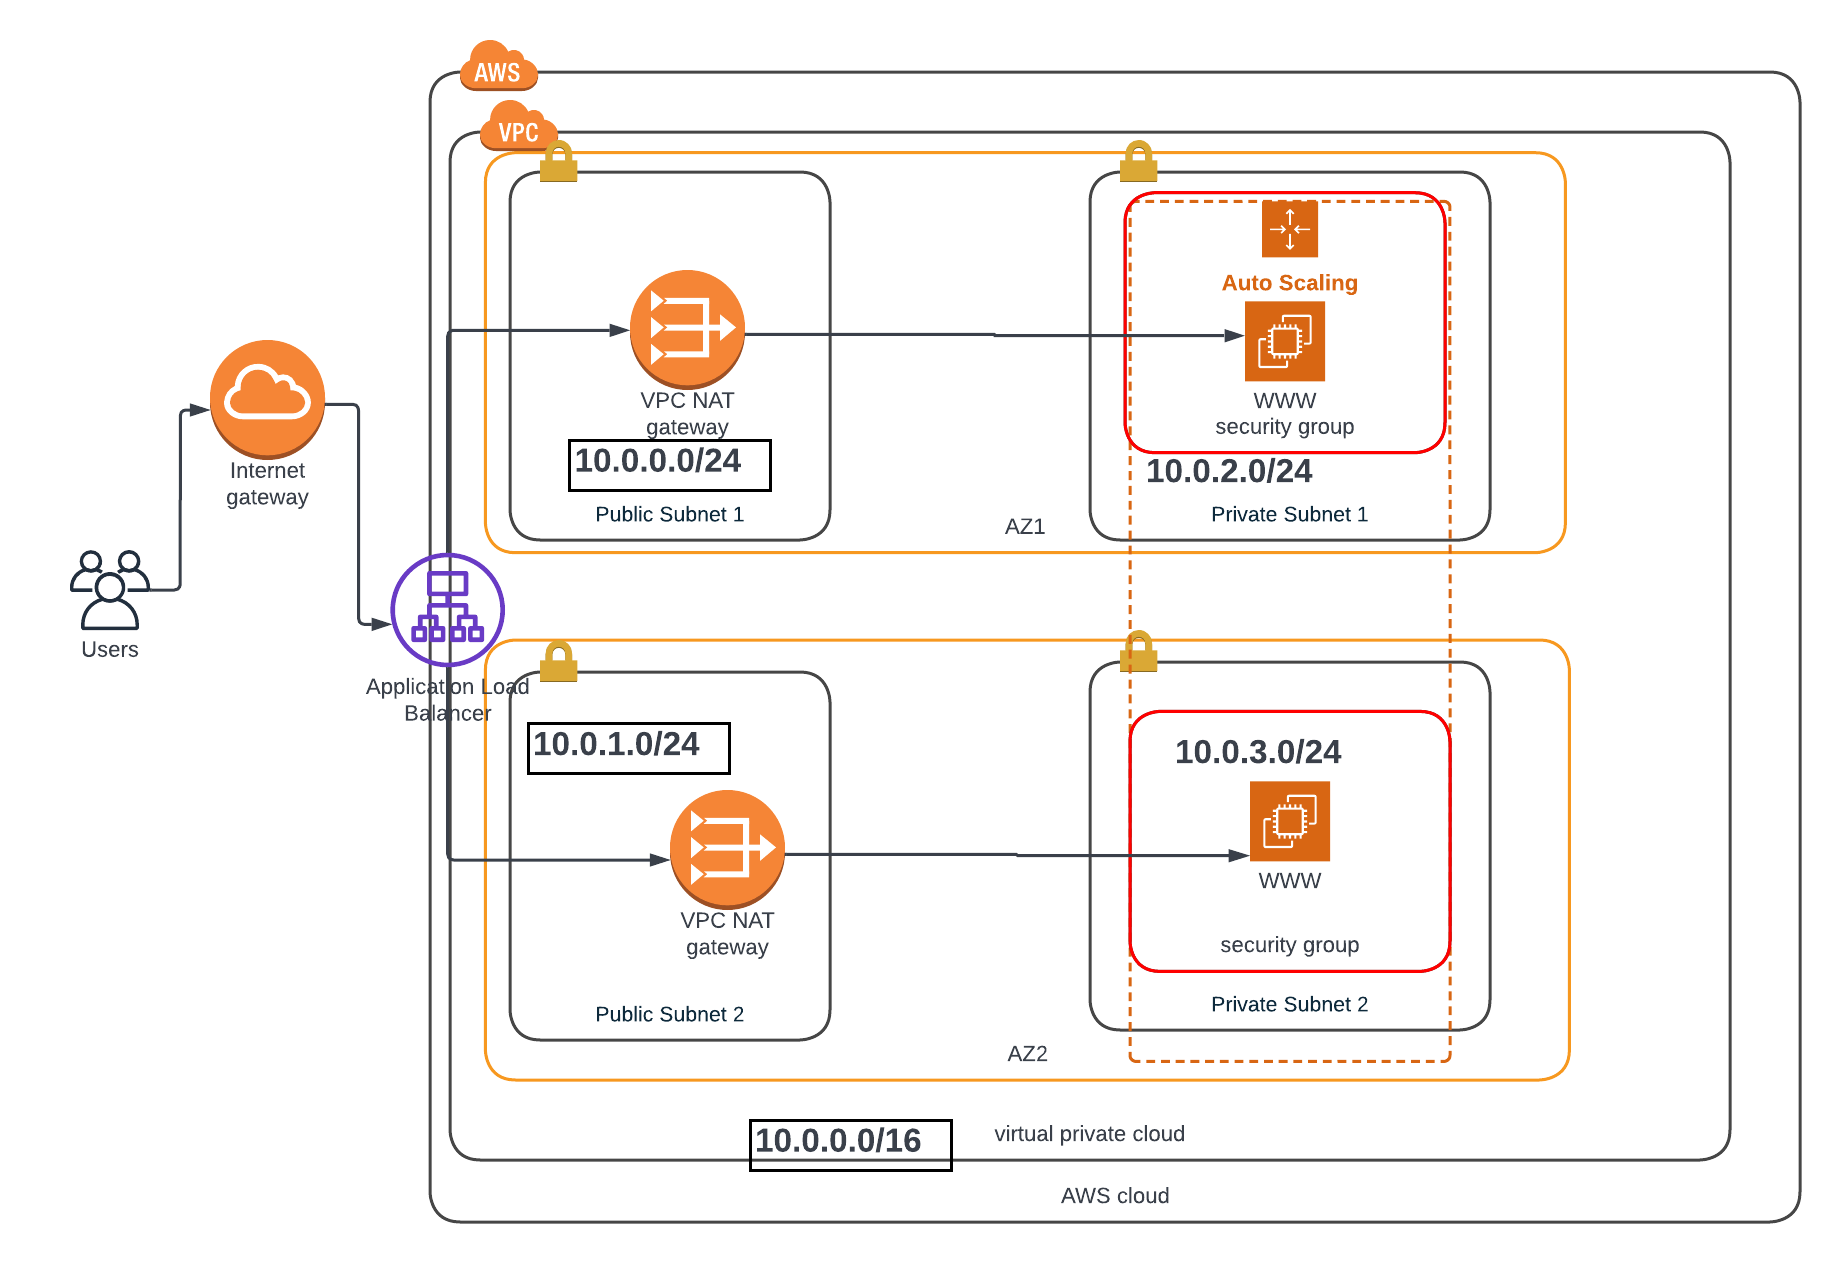 AWS
VPC
Auto Scaling
VPC NAT
gateway
10.0.0.0/24
Public Subnet 1
WWW
security group
10.0.2.0/24
Private Subnet 1
AZ1
Internet
gateway
Users
Application Load
Balancer
10.0.1.0/24
VPC NAT
gateway
Public Subnet 2
10.0.3.0/24
WWW
security group
Private Subnet 2
AZ2
10.0.0.0/16
virtual private cloud
AWS cloud